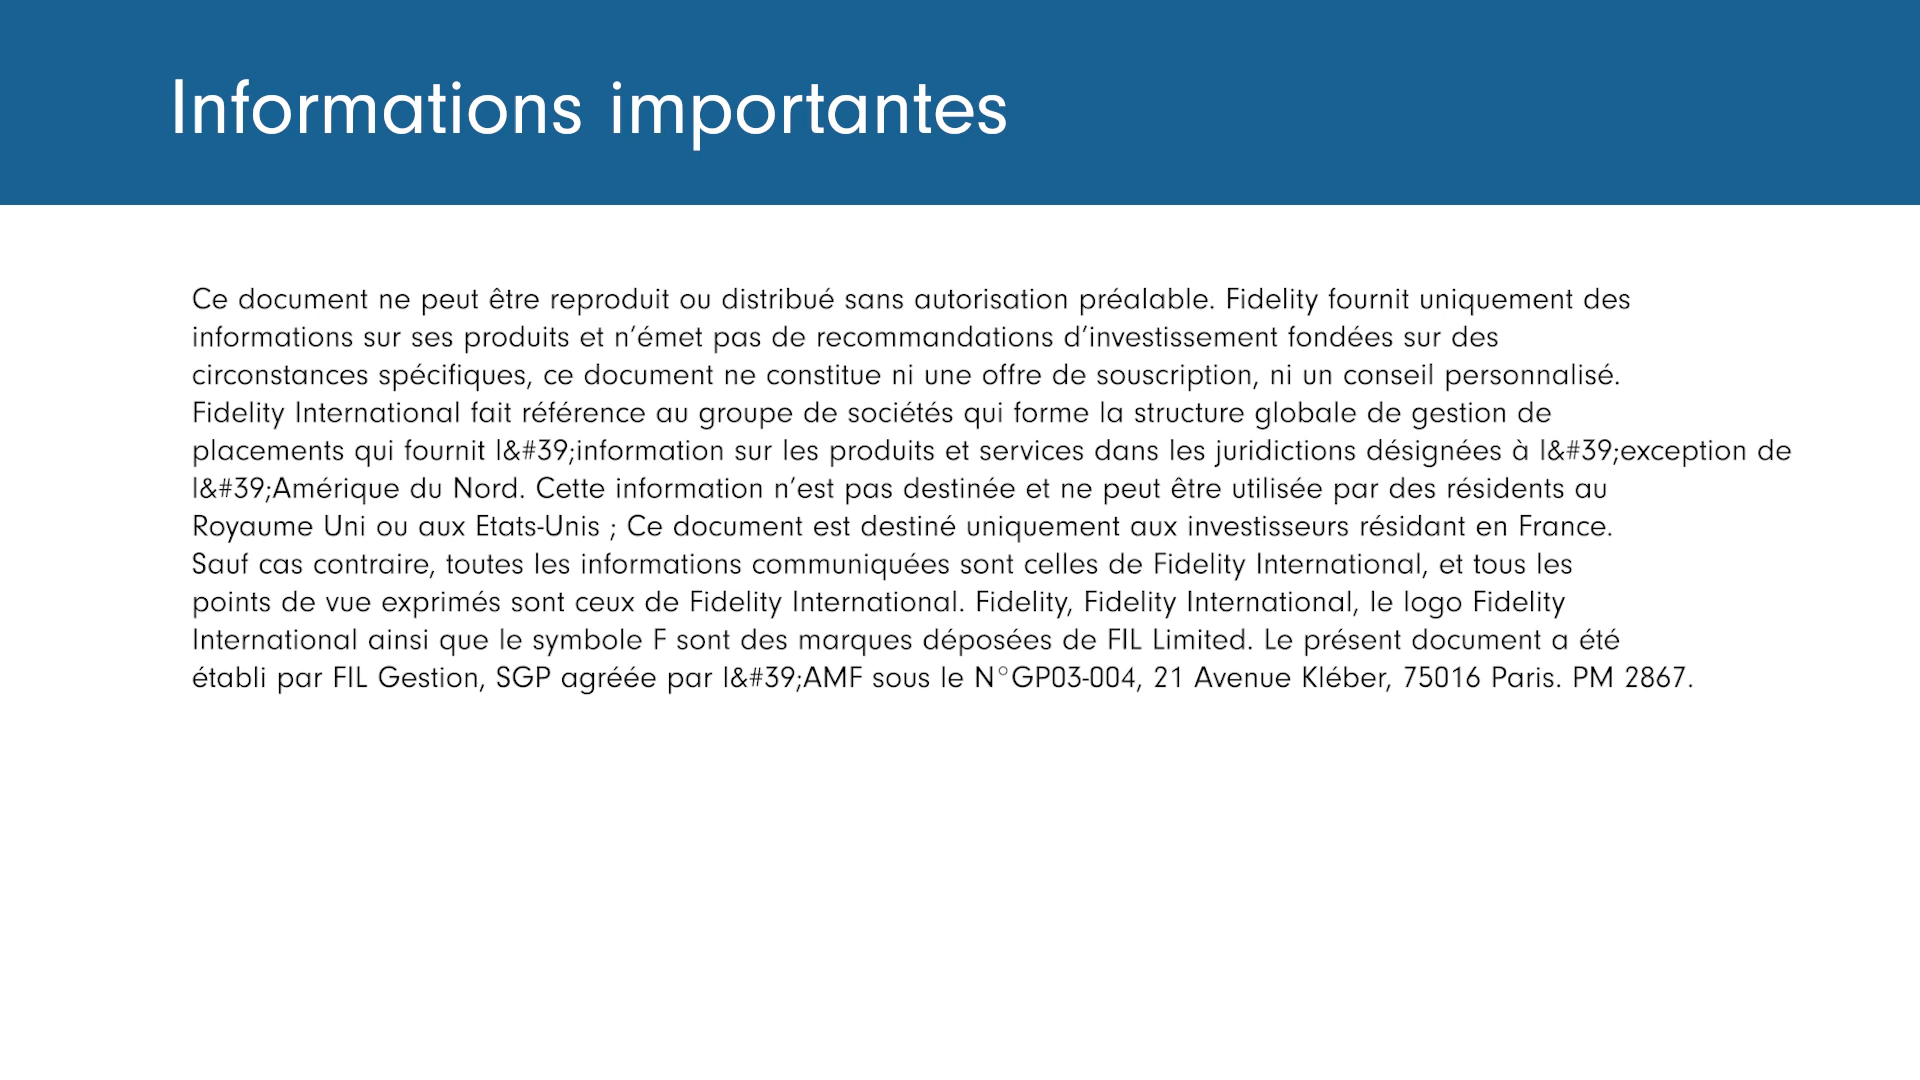 Informations importantes
Ce document ne peut être reproduit ou distribué sans autorisation préalable. Fidelity fournit uniquement des
informations sur ses produits et n’émet pas de recommandations d’investissement fondées sur des
circonstances spécifiques, ce document ne constitue ni une offre de souscription, ni un conseil personnalisé.
Fidelity International fait référence au groupe de sociétés qui forme la structure globale de gestion de
placements qui fournit l&#39;information sur les produits et services dans les juridictions désignées à l&#39;exception de
l&#39;Amérique du Nord. Cette information n’est pas destinée et ne peut être utilisée par des résidents au
Royaume Uni ou aux Etats-Unis ; Ce document est destiné uniquement aux investisseurs résidant en France.
Sauf cas contraire, toutes les informations communiquées sont celles de Fidelity International, et tous les
points de vue exprimés sont ceux de Fidelity International. Fidelity, Fidelity International, le logo Fidelity
International ainsi que le symbole F sont des marques déposées de FIL Limited. Le présent document a été
établi par FIL Gestion, SGP agréée par l&#39;AMF sous le N°GP03-004, 21 Avenue Kléber, 75016 Paris. PM 2867.